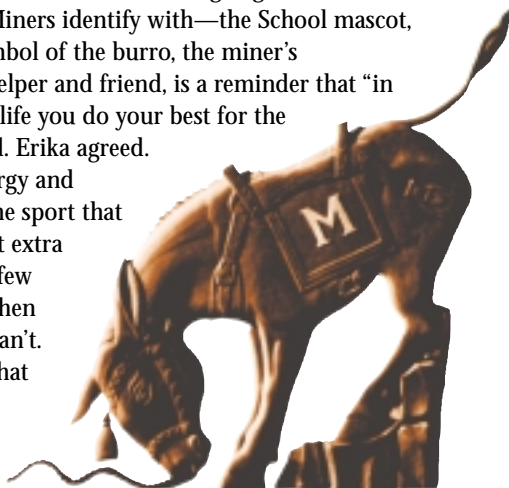 Miners identify with—the School mascot,
mbol of the burro, the miner's
elper and friend, is a reminder that “in
life you do your best for the
l. Erika agreed.
rgy and
ne sport that
t extra
few
hen
an't.
hat
M